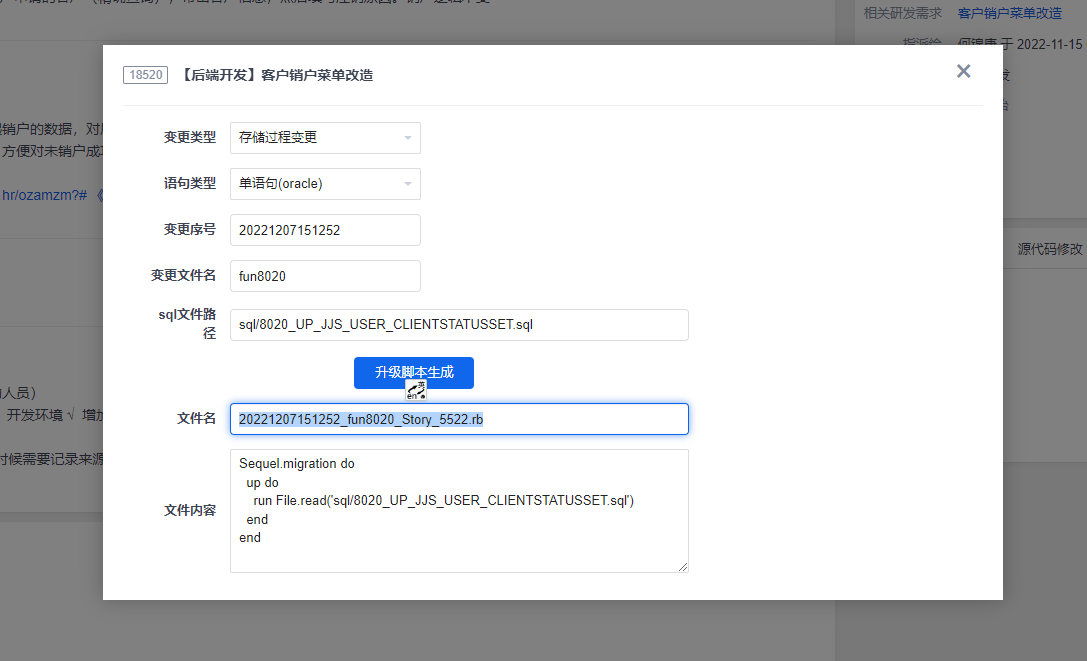 相关研发需求 客户销户菜单改造
于 2022-11-15
18520 【后端开发】客户销户菜单改造
销户的数据，对
方便对未销户成
hr/ozamzm?# 《
变更类型 存储过程变更
语句类型 单语句(oracle)
变更序号 20221207151252
源代码修改
变更文件名 fun8020
sql文件路
径
sql/8020_UP_JJS_USER_CLIENTSTATUSSET.sql
升级脚本生成
英
en
人员）
开发环境 √ 增加
文件名 20221207151252_fun8020_Story_5522.rb
时候需要记录来源
文件内容
Sequel.migration do
up do
run File.read('sql/8020_UP_JJS_USER_CLIENTSTATUSSET.sql')
end
end